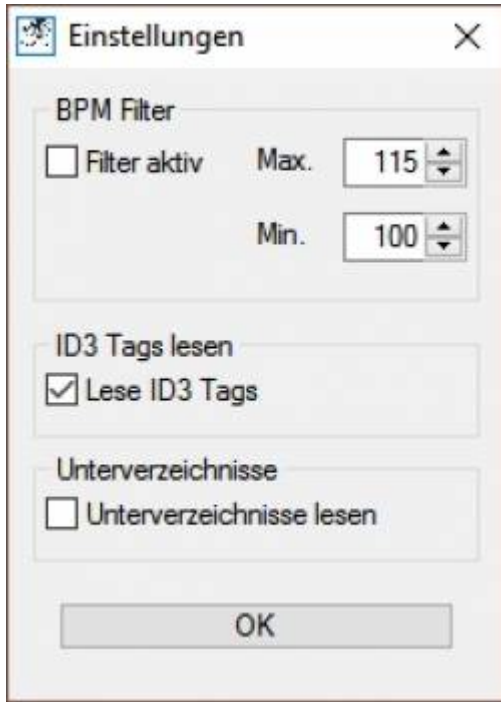 Einstellungen
BPM Filter
Filter aktiv Max. 115
Min. 100
ID3 Tags lesen
Lese ID3 Tags
Unterverzeichnisse
Unterverzeichnisse lesen
OK